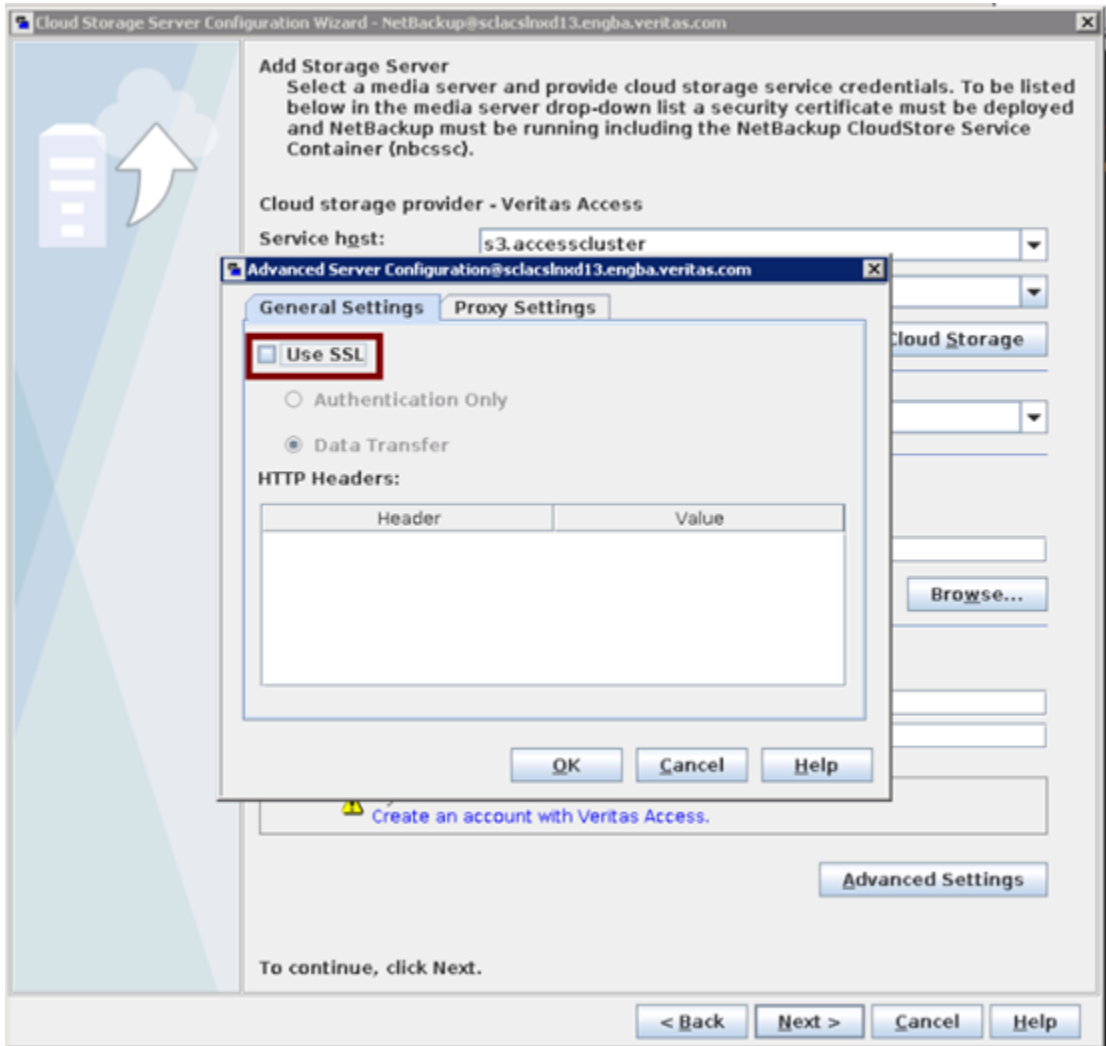 Cloud Storage Server Configuration Wizard - NetBackup@sclacslnxd13.engba.veritas.com
Add Storage Server
Select a media server and provide cloud storage service credentials. To be listed
below in the media server drop-down list a security certificate must be deployed
and NetBackup must be running including the NetBackup CloudStore Service
Container (nbcssc).
Cloud storage provider - Veritas Access
Service host:
s3.accesscluster
Advanced Server Configuration@sclacslnxd13.engba.veritas.com
General Settings
Proxy Settings
Cloud Storage
Use SSL
Authentication Only
Data Transfer
HTTP Headers:
Header
Value
Browse...
OK
Cancel
Help
Create an account with Veritas Access.
Advanced Settings
To continue, click Next.
< Back
Next >
Cancel
Help